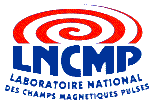 LNCMP
LABORATOIRE NATIONAL
DES CHAMPS MAGNETIQUES PULSES